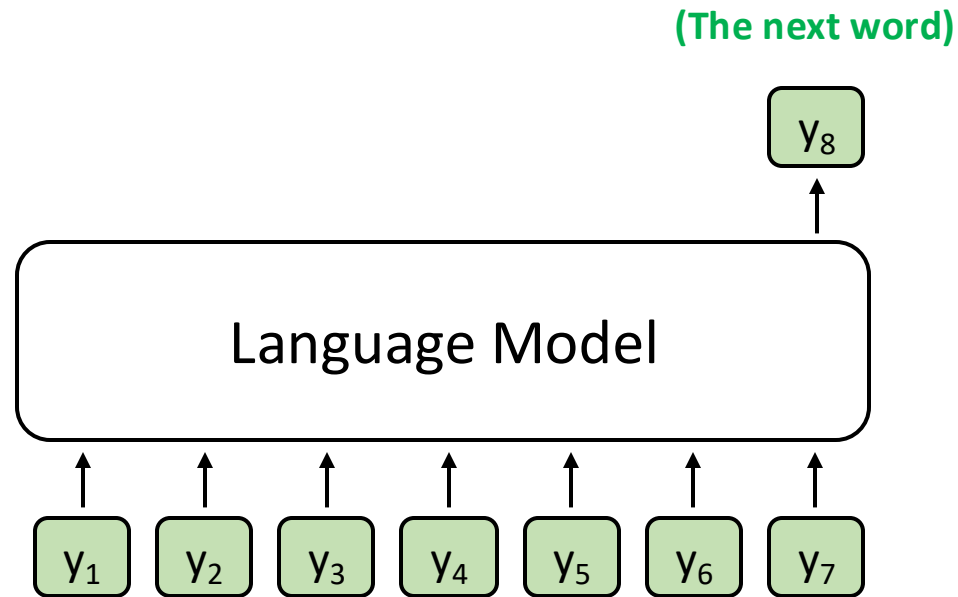 (The next word)
y₈
Language Model
y₁ y₂ y₃ y₄ y₅ y₆ y₇